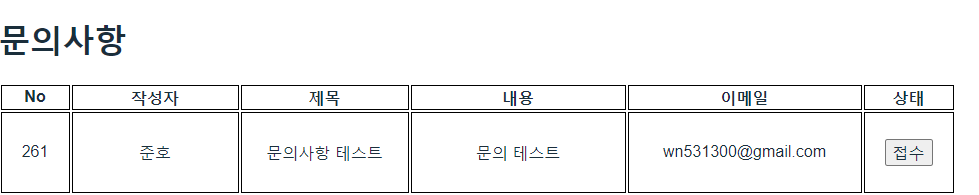 문의사항
No 작성자 제목 내용 이메일 상태
261 준호 문의사항 테스트 문의 테스트 wn531300@gmail.com 접수